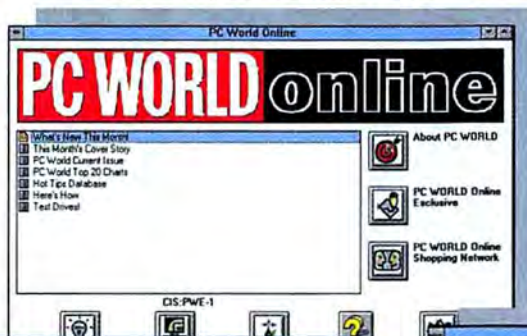 PC World Online
PC WORLD online
What's New This Month!
This Month's Cover Story
PC World Current Issue
PC World Top 20 Charts
Hot Tips Database
Here's How
Test Drives!
About PC WORLD
PC WORLD Online
Exclusive
PC WORLD Online
Shopping Network
CIS:PWE-1